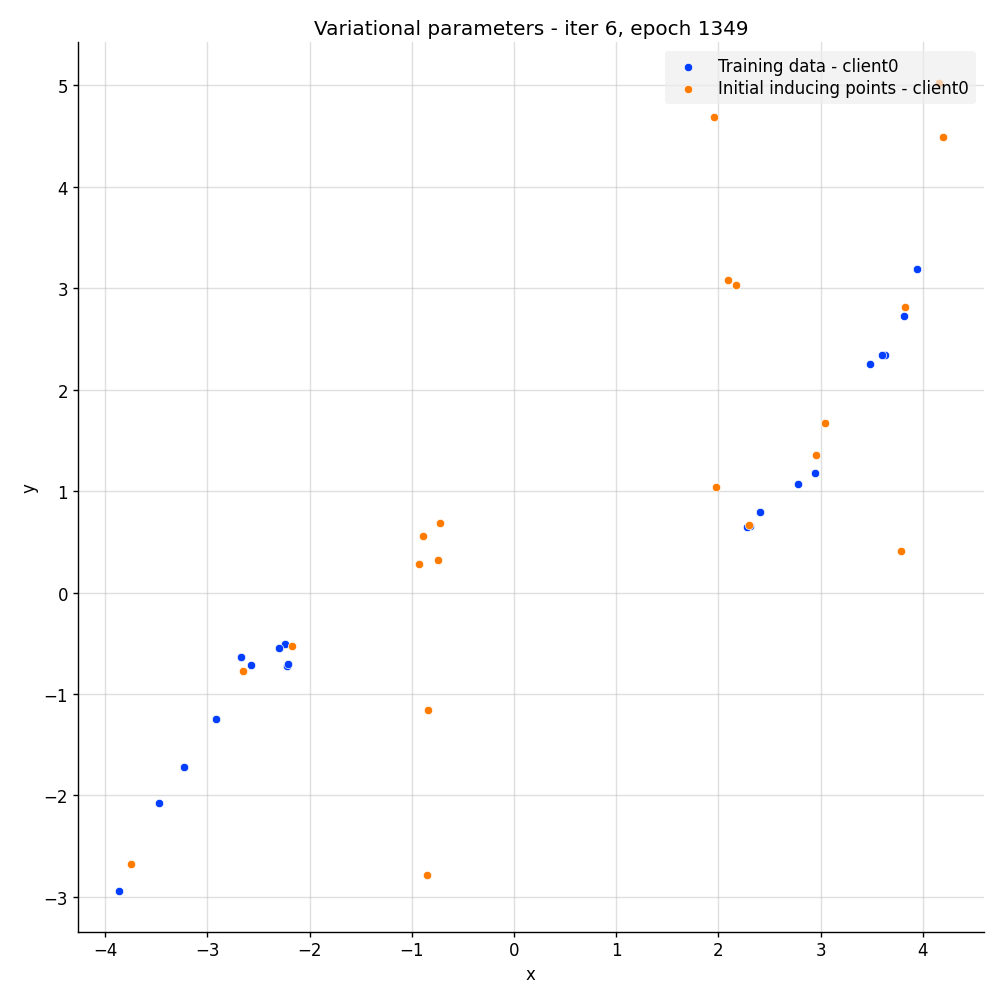 Variational parameters - iter 6, epoch 1349
Training data - client0
Initial inducing points - client0
5
4
3
2
1
0
−1
−2
−3
y
−4 −3 −2 −1 0 1 2 3 4
x